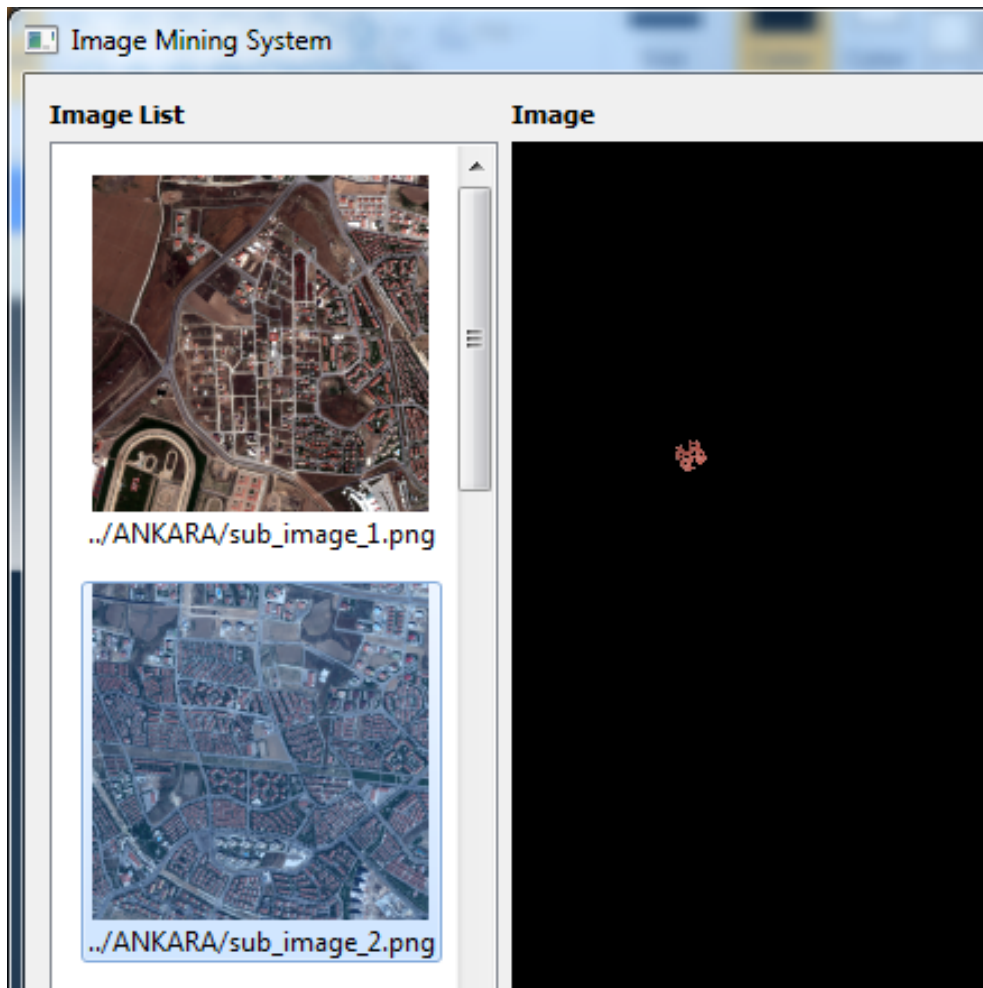 Image Mining System
Image List
Image
../ANKARA/sub_image_1.png
../ANKARA/sub_image_2.png